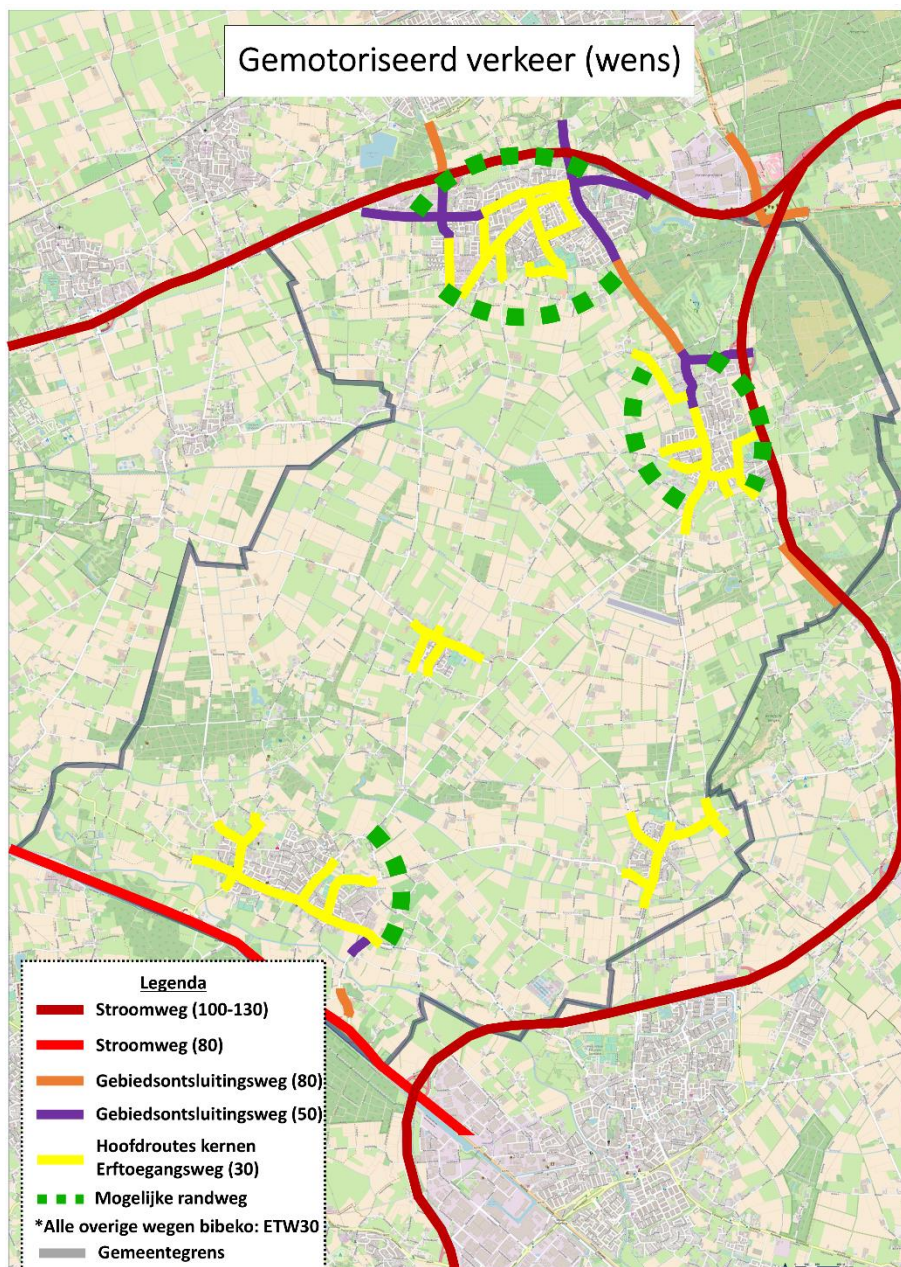 Gemotoriseerd verkeer (wens)
Legenda
Stroomweg (100-130)
Stroomweg (80)
Gebiedsontsluitingsweg (80)
Gebiedsontsluitingsweg (50)
Hoofdroutes kernen
Erftoegangsweg (30)
Mogelijke randweg
*Alle overige wegen bibeko: ETW30
Gemeentegrens